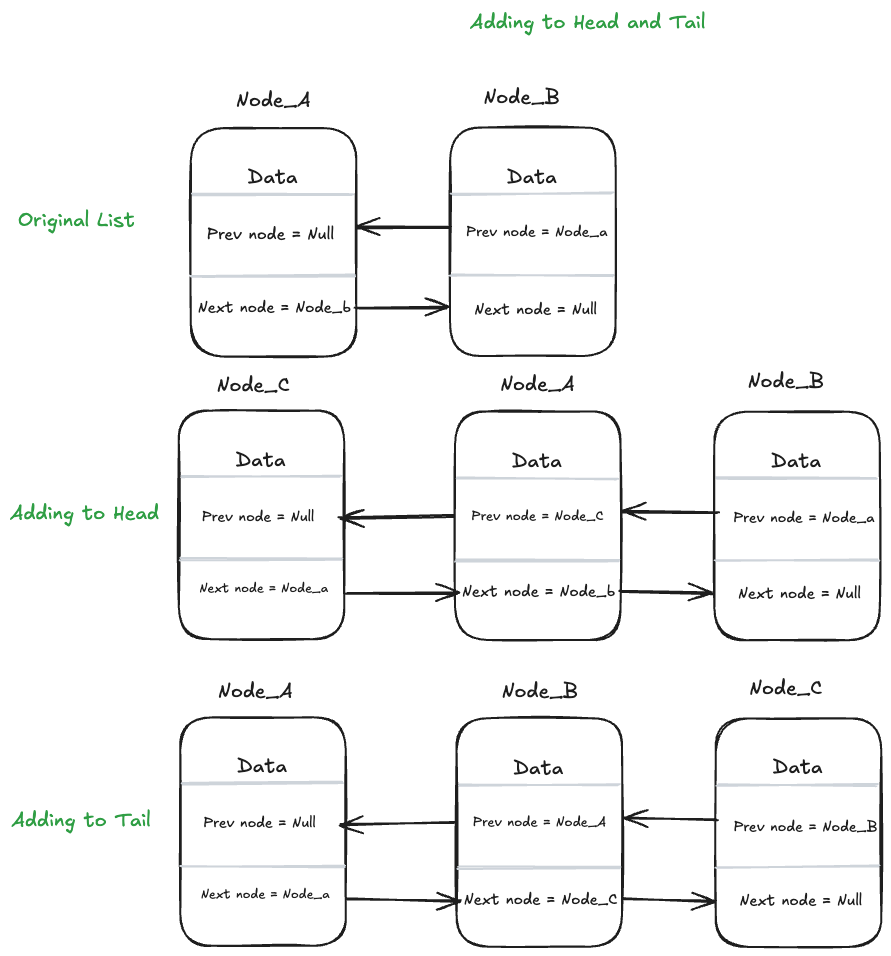 Adding to Head and Tail
Node_A
Node_B
Original List
Data
Prev node = Null
Next node = Node_b
Data
Prev node = Node_a
Next node = Null
Node_C
Node_A
Node_B
Adding to Head
Data
Prev node = Null
Next node = Node_a
Data
Prev node = Node_C
Next node = Node_b
Data
Prev node = Node_a
Next node = Null
Node_A
Node_B
Node_C
Adding to Tail
Data
Prev node = Null
Next node = Node_a
Data
Prev node = Node_A
Next node = Node_C
Data
Prev node = Node_B
Next node = Null